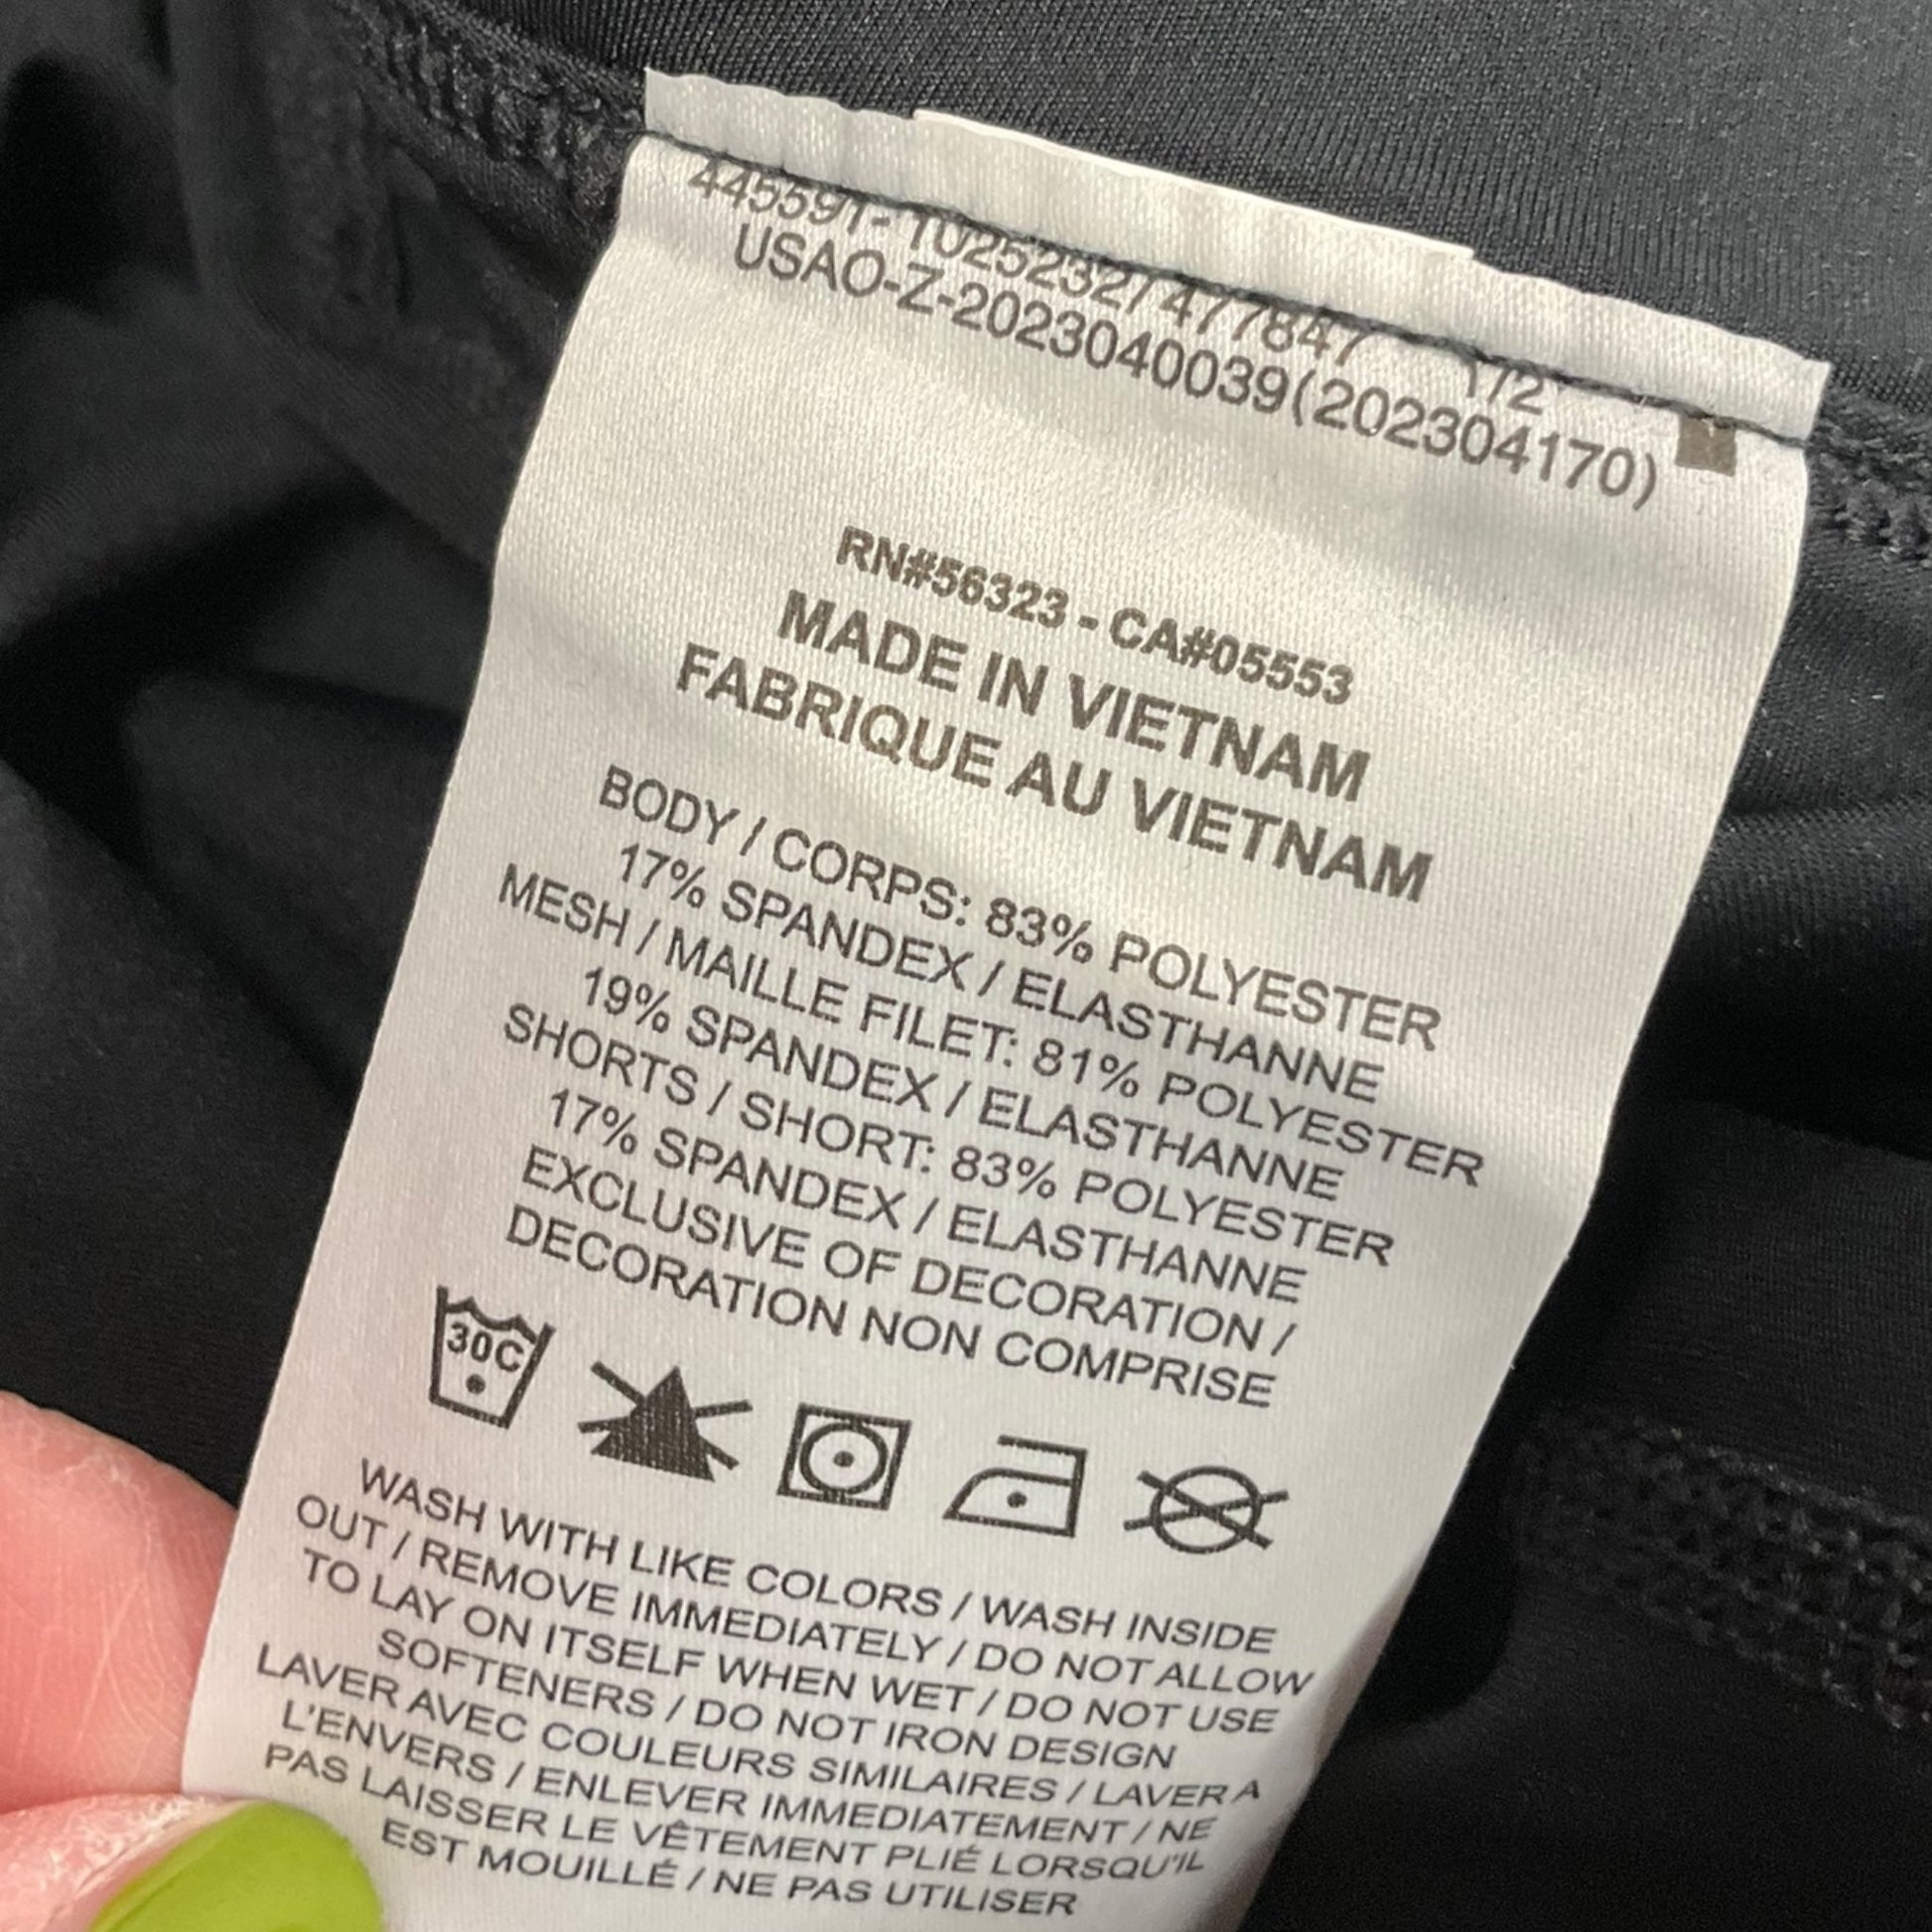 445591-1025232/477847 1/2
USAO-Z-2023040039(202304170)
RN#56323 - CA#05553
MADE IN VIETNAM
FABRIQUE AU VIETNAM
BODY / CORPS: 83% POLYESTER
17% SPANDEX / ELASTHANNE
MESH / MAILLE FILET: 81% POLYESTER
19% SPANDEX / ELASTHANNE
SHORTS / SHORT: 83% POLYESTER
17% SPANDEX / ELASTHANNE
EXCLUSIVE OF DECORATION /
DECORATION NON COMPRISE
30C
WASH WITH LIKE COLORS / WASH INSIDE
OUT / REMOVE IMMEDIATELY / DO NOT ALLOW
TO LAY ON ITSELF WHEN WET / DO NOT USE
SOFTENERS / DO NOT IRON DESIGN
LAVER AVEC COULEURS SIMILAIRES / LAVER A
L'ENVERS / ENLEVER IMMEDIATEMENT / NE
PAS LAISSER LE VÊTEMENT PLIÉ LORSQU'IL
EST MOUILLÉ / NE PAS UTILISER